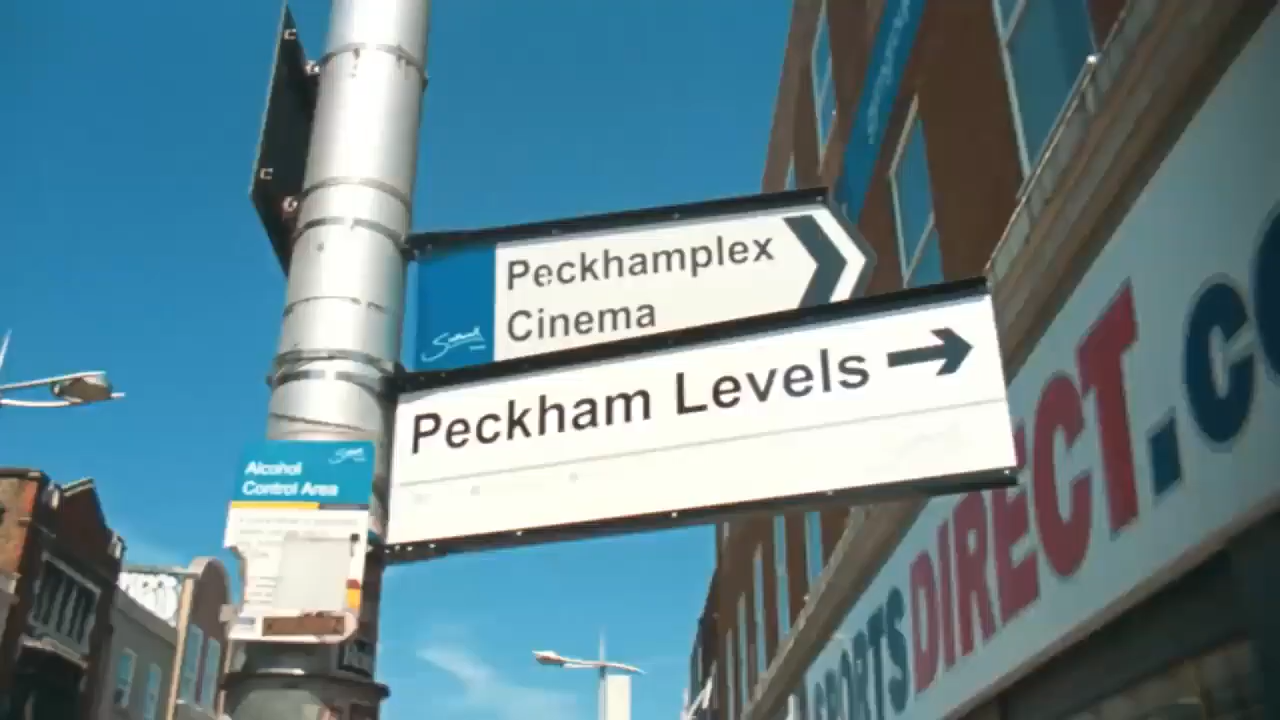 Peckhamplex
Cinema
Peckham Levels
Alcohol
Control Area
SPORTS DIRECT.C